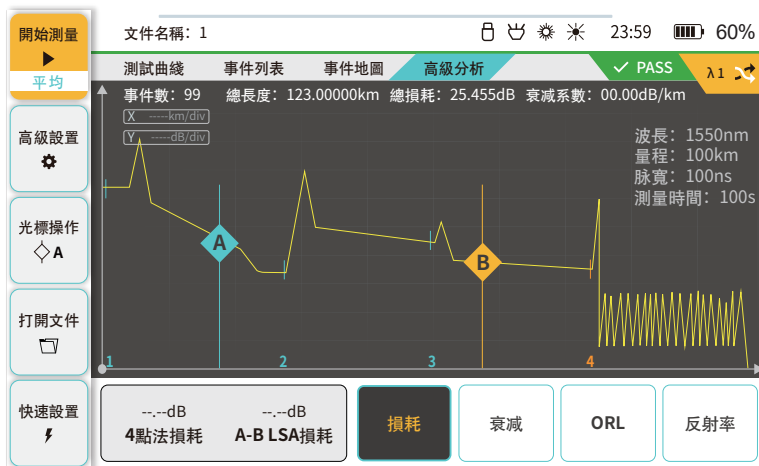 開始測量
平均
高級設置
光標操作
A
打開文件
快速設置
文件名稱：1
23:59
60%
測試曲綫 事件列表 事件地圖 高級分析
PASS
λ1
事件數：99 總長度：123.00000km 總損耗：25.455dB 衰減系數：00.00dB/km
X -----km/div
Y ----dB/div
波長：1550nm
量程：100km
脉寬：100ns
測量時間：100s
A
B
1 2 3 4
--.--dB --.--dB
4點法損耗 A-B LSA損耗
損耗
衰减
ORL
反射率